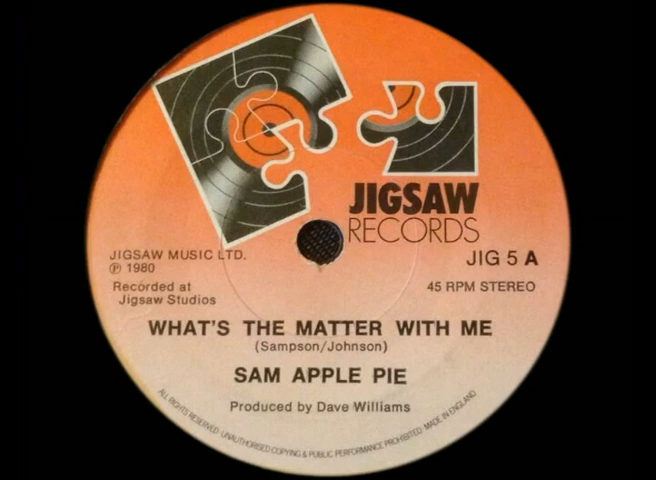 JIGSAW
RECORDS
JIGSAW MUSIC LTD.
℗ 1980
JIG 5 A
Recorded at
Jigsaw Studios
45 RPM STEREO
WHAT'S THE MATTER WITH ME
(Sampson/Johnson)
SAM APPLE PIE
Produced by Dave Williams
ALL RIGHTS RESERVED · UNAUTHORISED COPYING & PUBLIC PERFORMANCE PROHIBITED · MADE IN ENGLAND